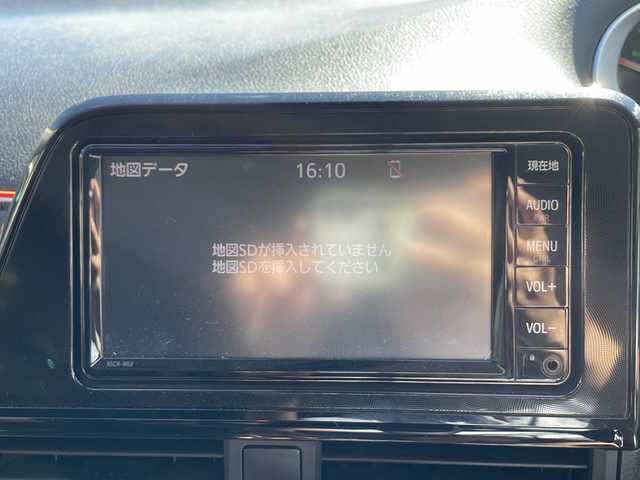 地図データ 16:10
現在地
AUDIO
PWR
MENU
VOL+
VOL-
地図SDが挿入されていません
地図SDを挿入してください